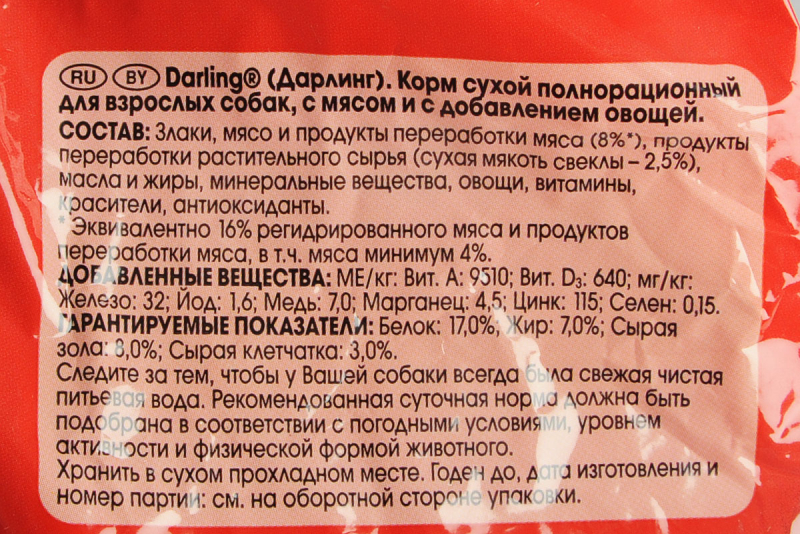 RU BY Darling® (Дарлинг). Корм сухой полнорационный
для взрослых собак, с мясом и с добавлением овощей.
СОСТАВ: Злаки, мясо и продукты переработки мяса (8%*), продукты
переработки растительного сырья (сухая мякоть свеклы – 2,5%),
масла и жиры, минеральные вещества, овощи, витамины,
красители, антиоксиданты.
* Эквивалентно 16% регидрированного мяса и продуктов
переработки мяса, в т.ч. мяса минимум 4%.
ДОБАВЛЕННЫЕ ВЕЩЕСТВА: МЕ/кг: Вит. А: 9510; Вит. D₃: 640; мг/кг:
Железо: 32; Йод: 1,6; Медь: 7,0; Марганец: 4,5; Цинк: 115; Селен: 0,15.
ГАРАНТИРУЕМЫЕ ПОКАЗАТЕЛИ: Белок: 17,0%; Жир: 7,0%; Сырая
зола: 8,0%; Сырая клетчатка: 3,0%.
Следите за тем, чтобы у Вашей собаки всегда была свежая чистая
питьевая вода. Рекомендованная суточная норма должна быть
подобрана в соответствии с погодными условиями, уровнем
активности и физической формой животного.
Хранить в сухом прохладном месте. Годен до, дата изготовления и
номер партии: см. на оборотной стороне упаковки.